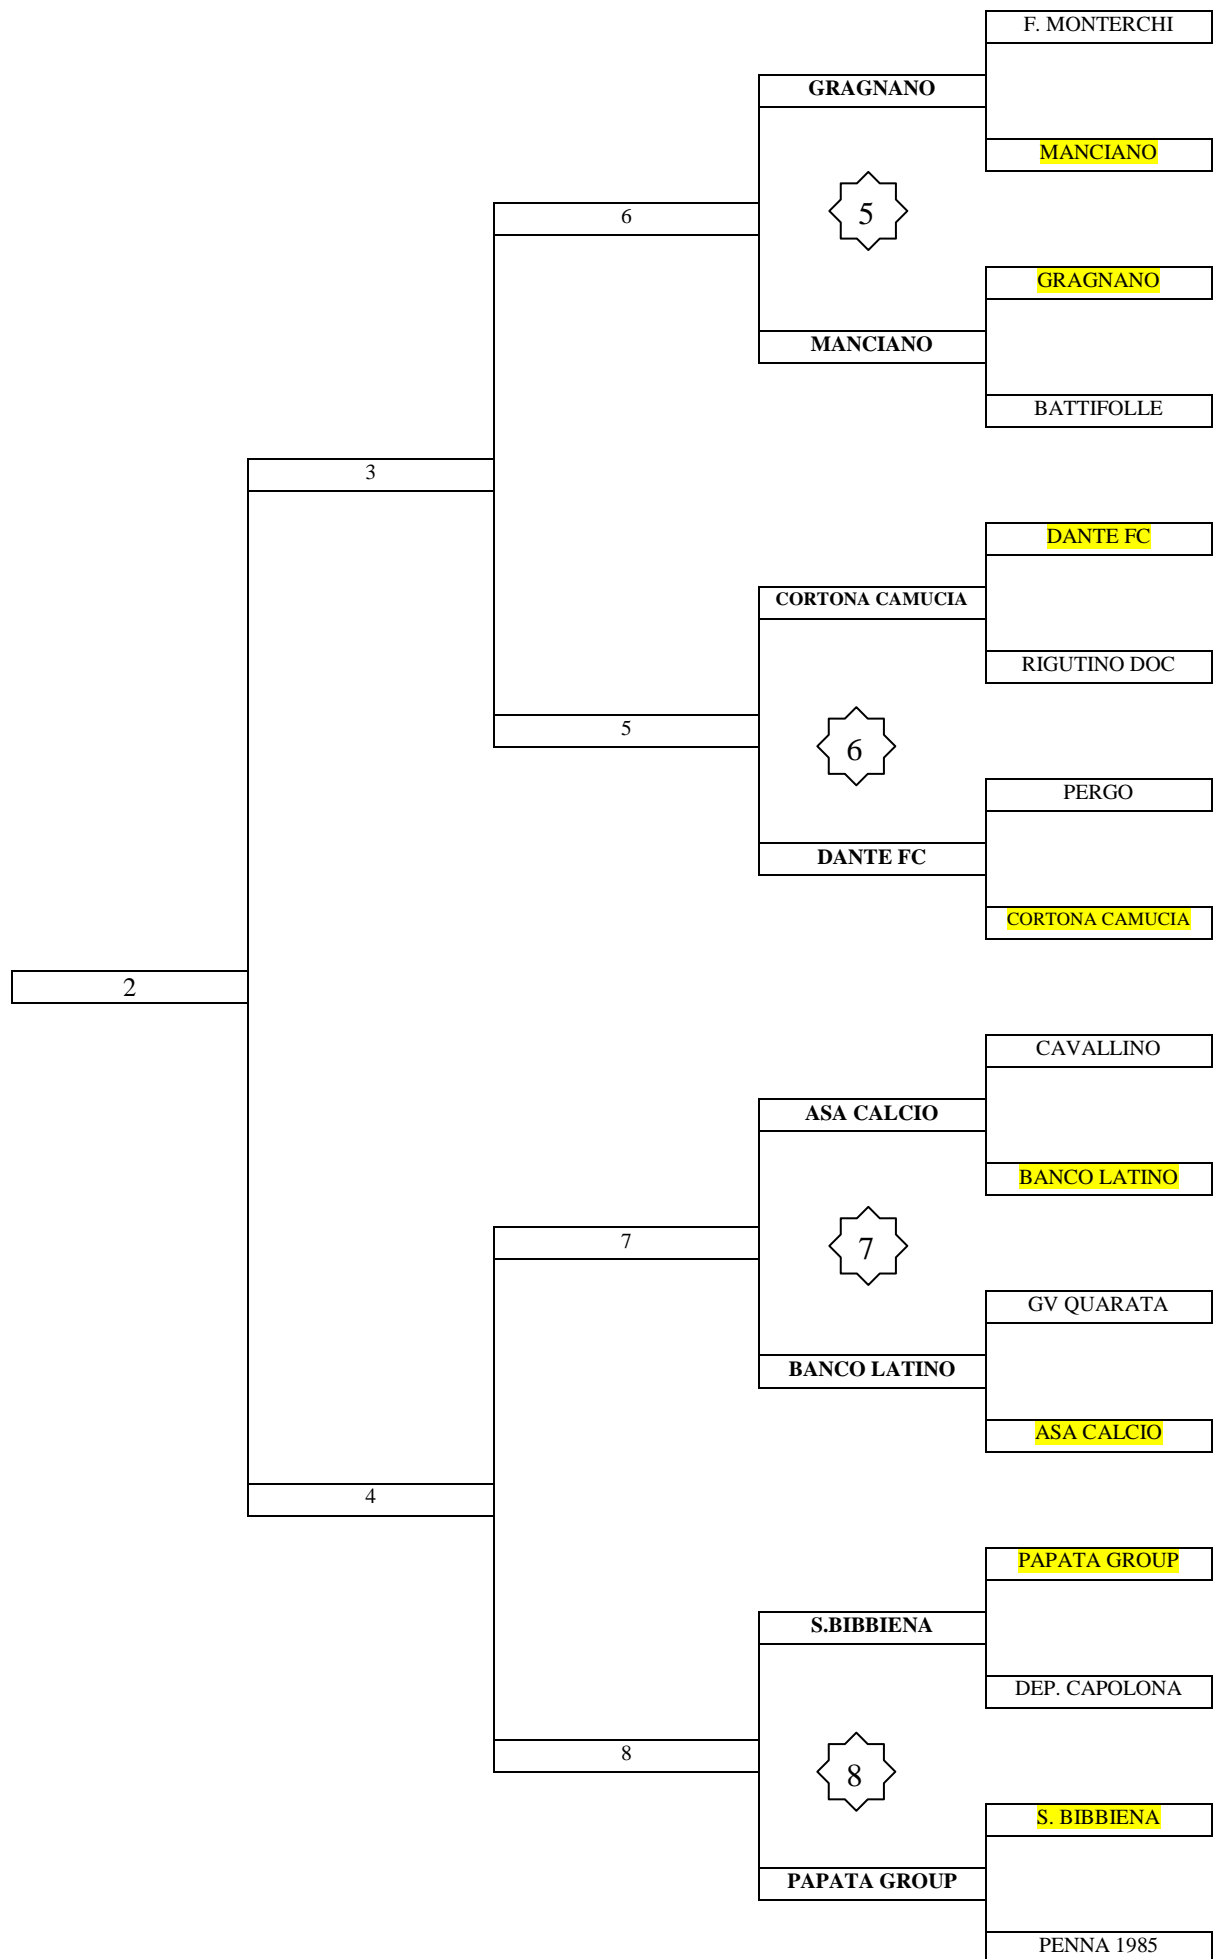 F. MONTERCHI
GRAGNANO
MANCIANO
6
5
GRAGNANO
MANCIANO
BATTIFOLLE
3
DANTE FC
CORTONA CAMUCIA
RIGUTINO DOC
5
6
PERGO
DANTE FC
CORTONA CAMUCIA
2
CAVALLINO
ASA CALCIO
BANCO LATINO
7
7
GV QUARATA
BANCO LATINO
ASA CALCIO
4
PAPATA GROUP
S.BIBBIENA
DEP. CAPOLONA
8
8
S. BIBBIENA
PAPATA GROUP
PENNA 1985